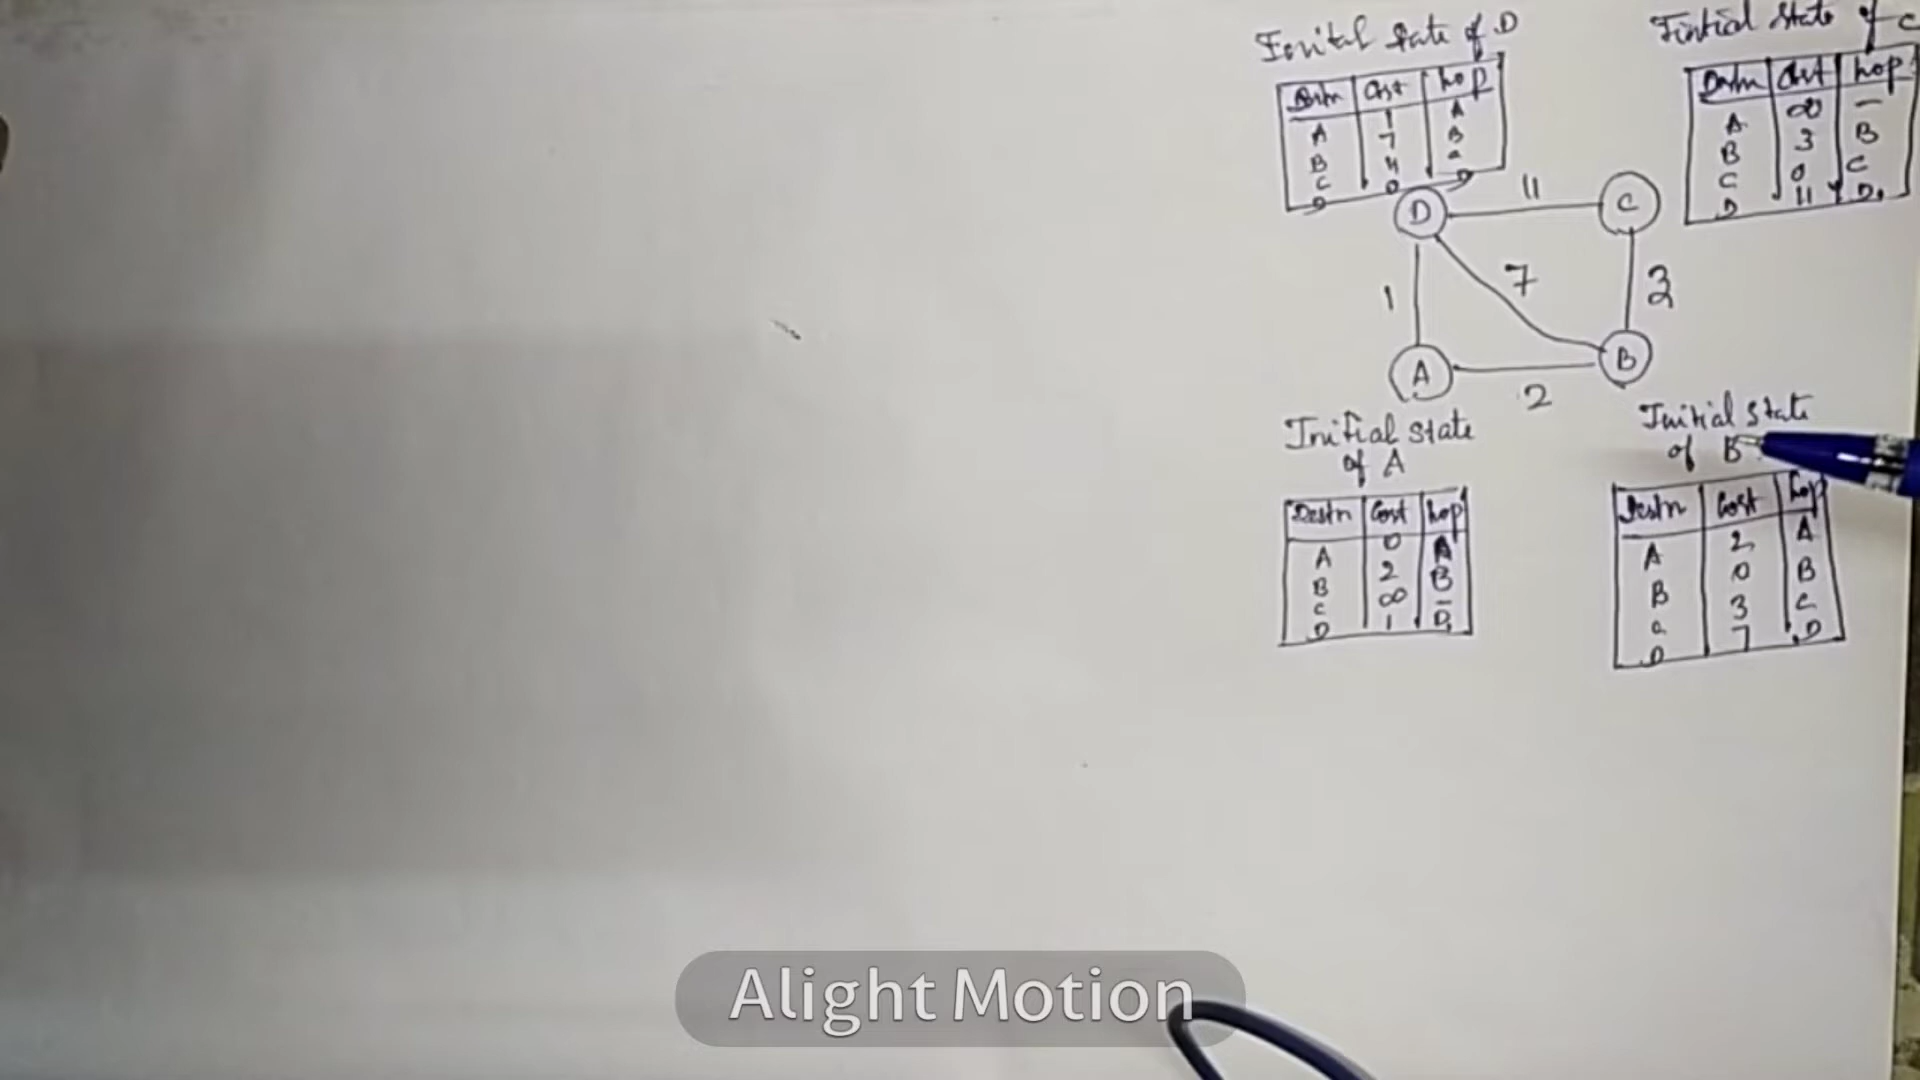 Fonital State of D
Destn Cost hop
A 1 A
B 7 B
C 11 C
D 0 D
Fintial State of C
Destn Cost hop
A ∞ –
B 3 B
C 0 C
D 11 D.
D 11 C
1 7 3
A 2 B
Initial State
of A
Destn Cost hop
A 0 A
B 2 B
C ∞ –
D 1 D
Initial State
of B
Destn Cost hop
A 2 A
B 0 B
C 3 C
D 7 D
Alight Motion